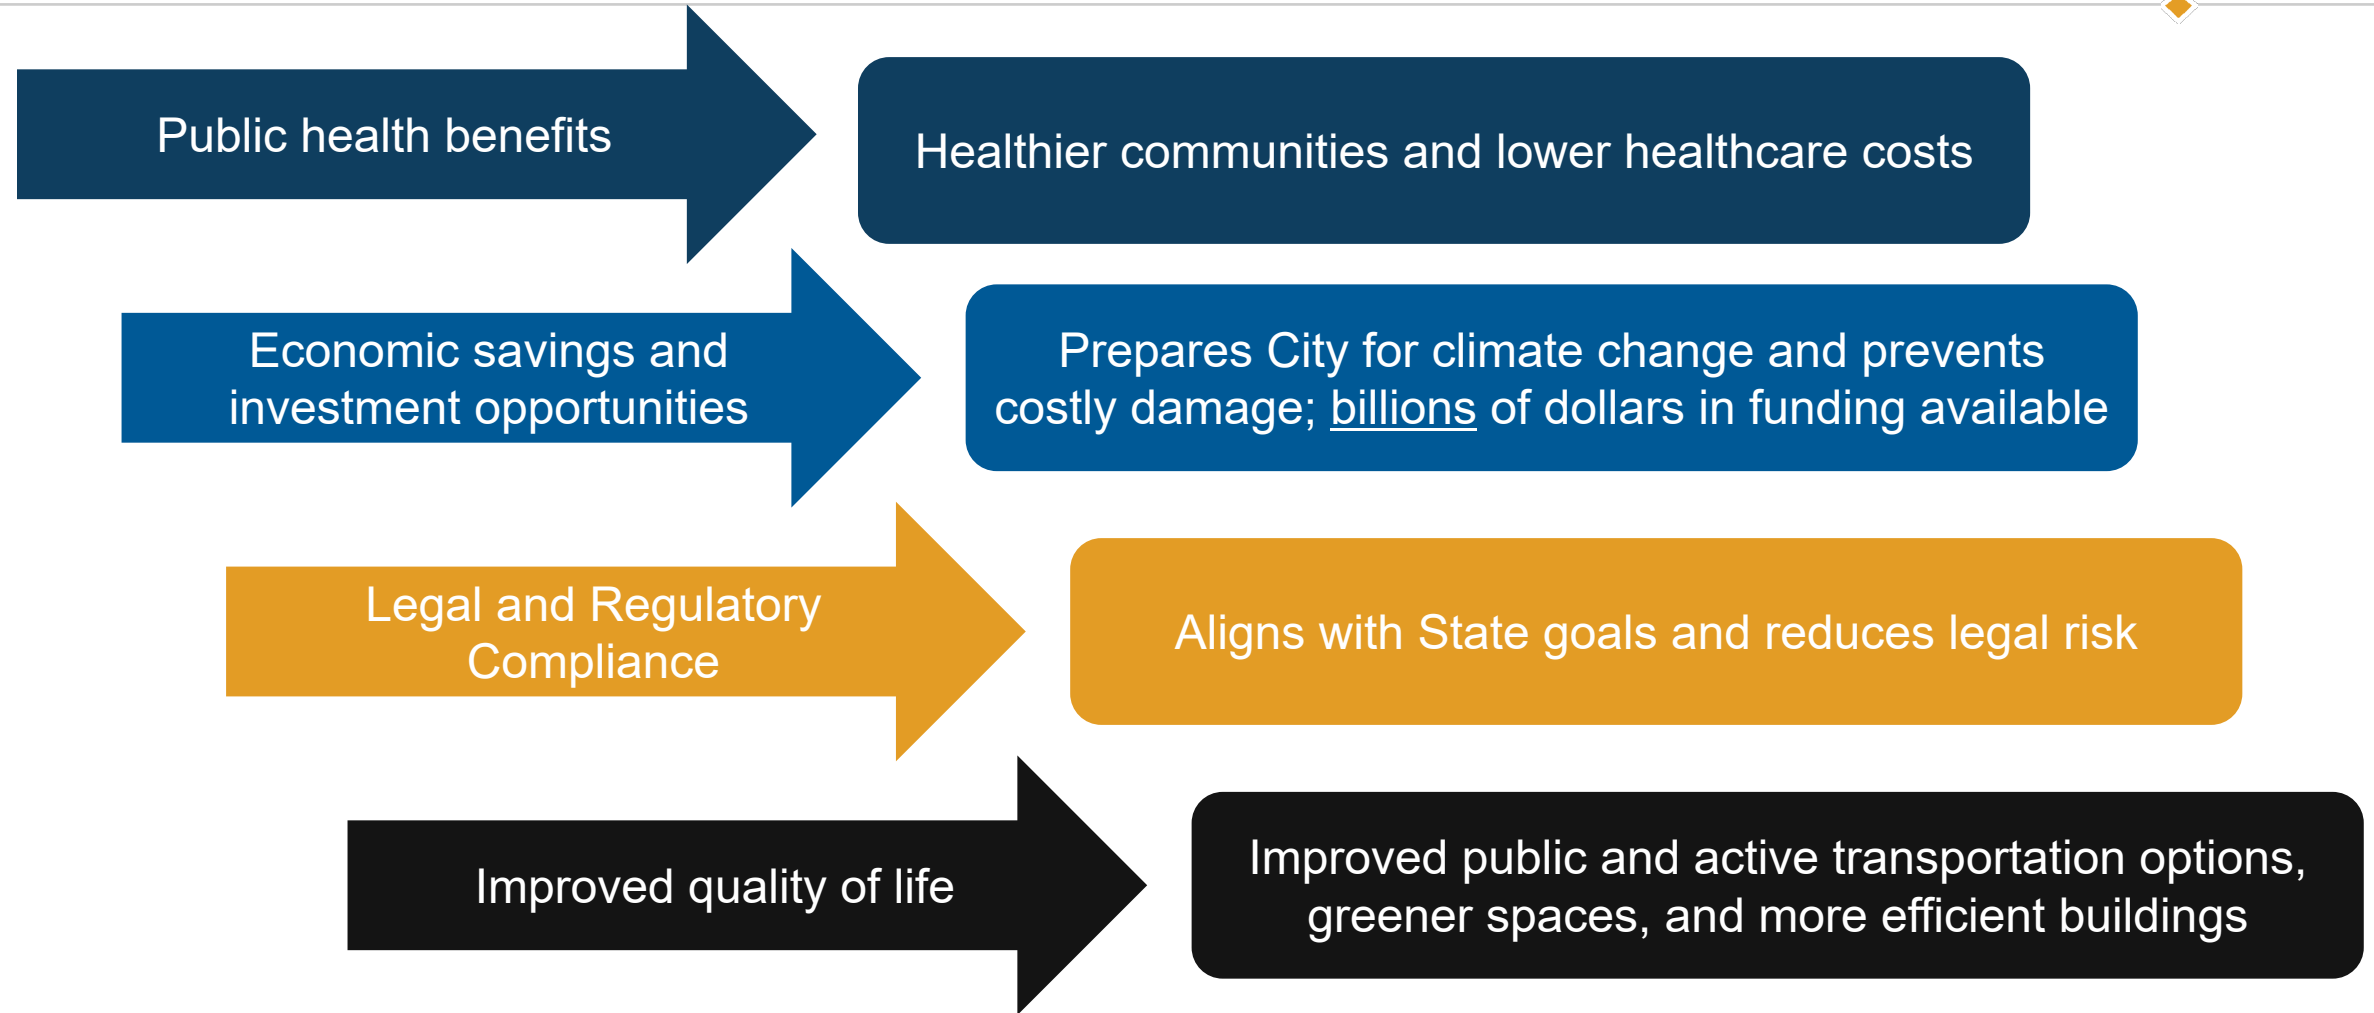 Public health benefits
Healthier communities and lower healthcare costs
Economic savings and
investment opportunities
Prepares City for climate change and prevents
costly damage; billions of dollars in funding available
Legal and Regulatory
Compliance
Aligns with State goals and reduces legal risk
Improved quality of life
Improved public and active transportation options,
greener spaces, and more efficient buildings